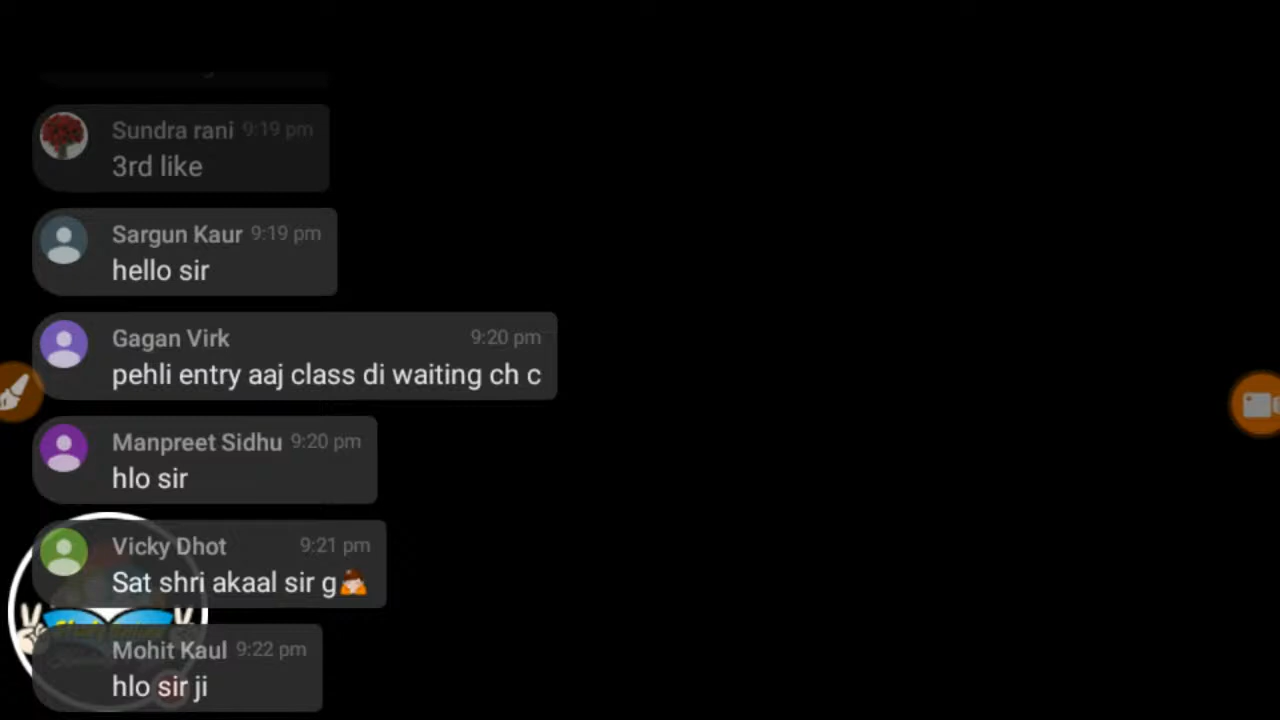 Sundra rani 9:19 pm
3rd like
Sargun Kaur 9:19 pm
hello sir
Gagan Virk 9:20 pm
pehli entry aaj class di waiting ch c
Manpreet Sidhu 9:20 pm
hlo sir
Vicky Dhot 9:21 pm
Sat shri akaal sir g🙇
Mohit Kaul 9:22 pm
hlo sir ji